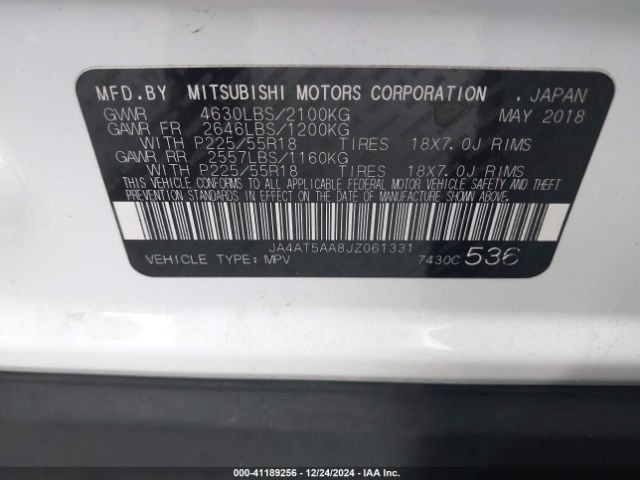 MFD.BY MITSUBISHI MOTORS CORPORATION . JAPAN
GVWR 4630LBS/2100KG MAY 2018
GAWR FR 2646LBS/1200KG
WITH P225/55R18 TIRES 18X7.0J RIMS
GAWR RR 2557LBS/1160KG
WITH P225/55R18 TIRES 18X7.0J RIMS
THIS VEHICLE CONFORMS TO ALL APPLICABLE FEDERAL MOTOR VEHICLE SAFETY AND THEFT
PREVENTION STANDARDS IN EFFECT ON THE DATE OF MANUFACTURE SHOWN ABOVE.
JA4AT5AA8JZ061331
VEHICLE TYPE: MPV 7430C 536
000-41189256 - 12/24/2024 - IAA Inc.